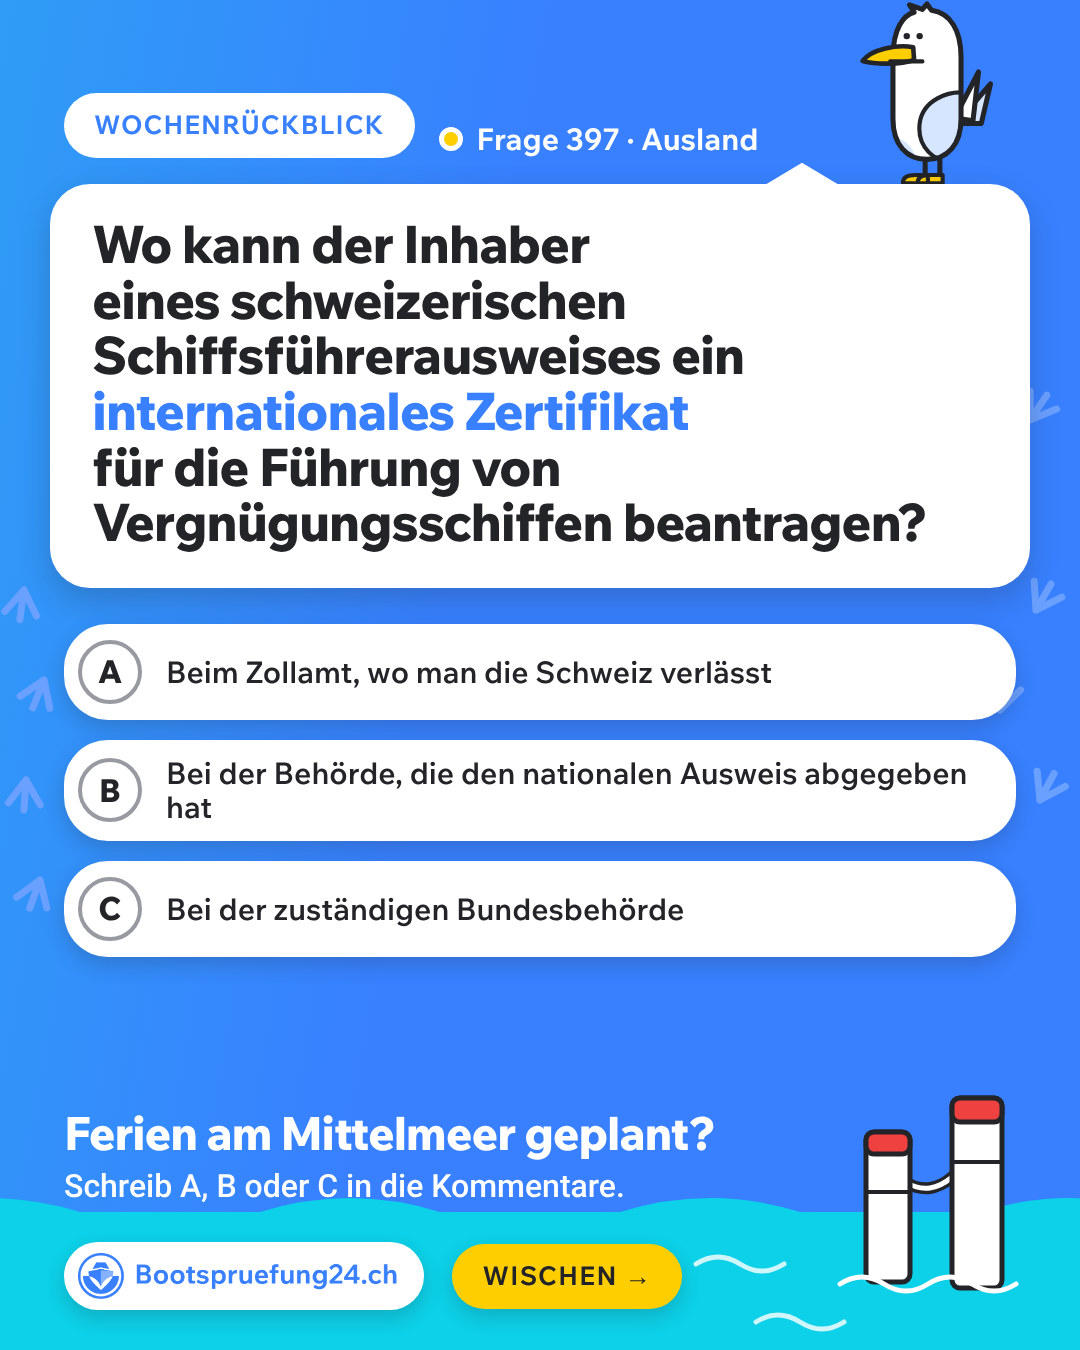 WOCHENRÜCKBLICK
Frage 397 · Ausland
Wo kann der Inhaber
eines schweizerischen
Schiffsführerausweises ein
internationales Zertifikat
für die Führung von
Vergnügungsschiffen beantragen?
A Beim Zollamt, wo man die Schweiz verlässt
B Bei der Behörde, die den nationalen Ausweis abgegeben
hat
C Bei der zuständigen Bundesbehörde
Ferien am Mittelmeer geplant?
Schreib A, B oder C in die Kommentare.
Bootspruefung24.ch
WISCHEN →